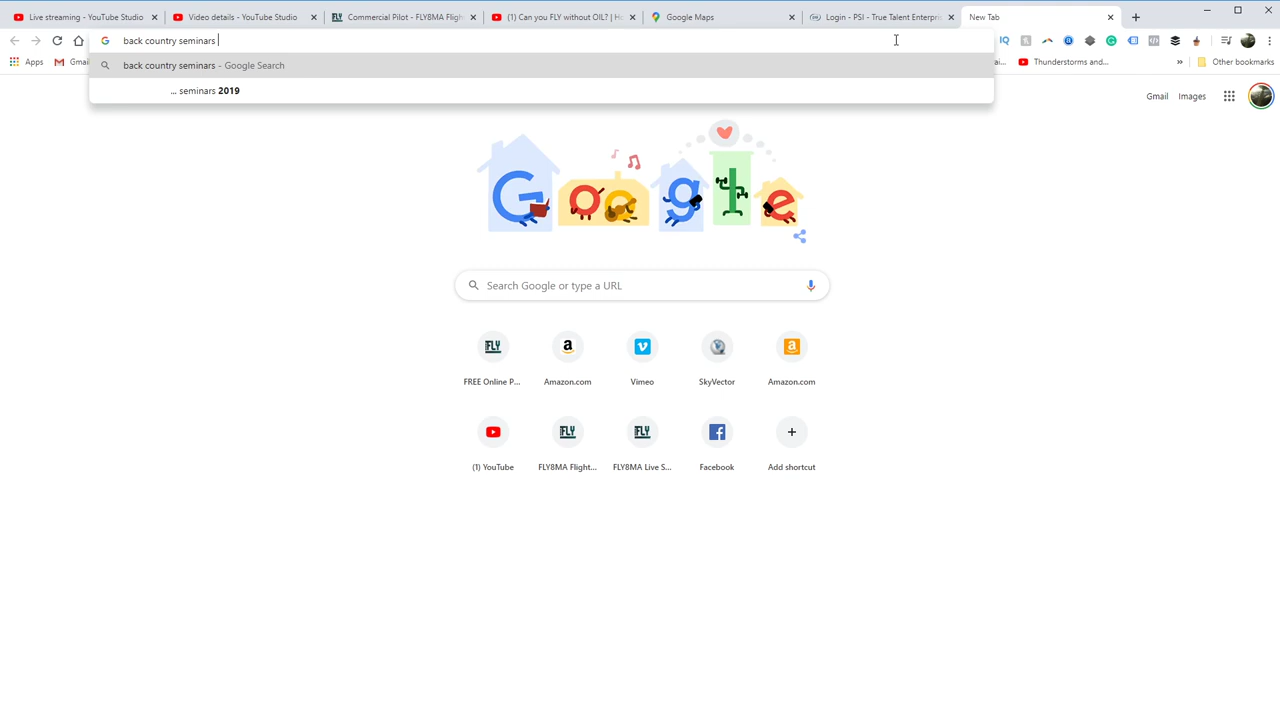 Live streaming - YouTube Studio
Video details - YouTube Studio
Commercial Pilot - FLY8MA Fligh
(1) Can you FLY without OIL? | Ho
Google Maps
Login - PSI - True Talent Enterpri
New Tab
back country seminars
Apps
Gmai
Thunderstorms and...
»
Other bookmarks
back country seminars - Google Search
... seminars 2019
Gmail Images
Search Google or type a URL
FREE Online P...
Amazon.com
Vimeo
SkyVector
Amazon.com
(1) YouTube
FLY8MA Flight...
FLY8MA Live S...
Facebook
Add shortcut